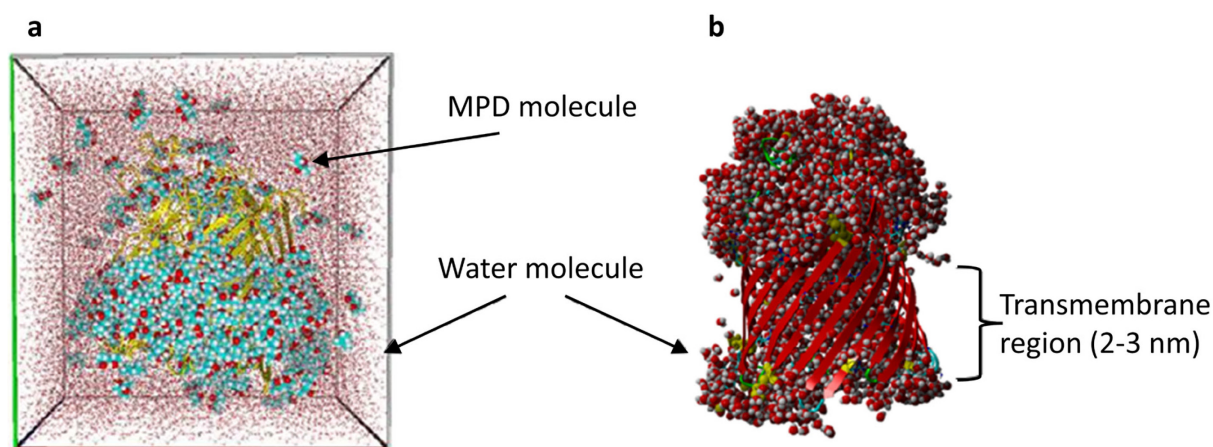 a
b
MPD molecule
Water molecule
Transmembrane
region (2-3 nm)